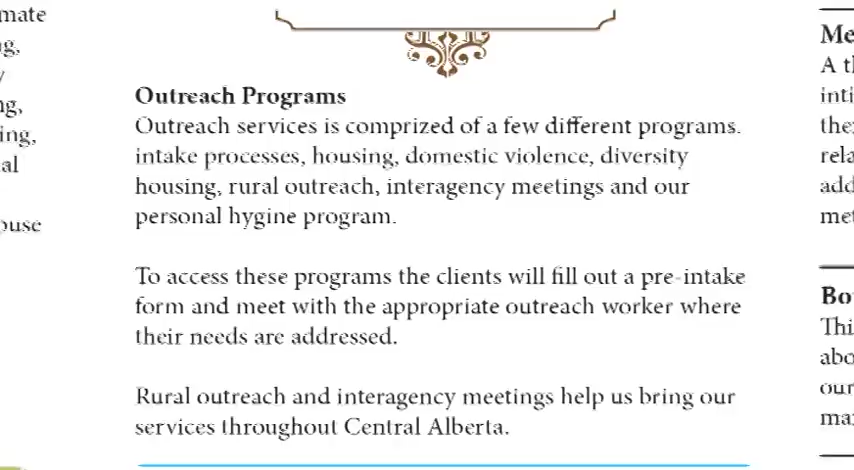 mate
Outreach Programs
Outreach services is comprized of a few different programs.
intake processes, housing, domestic violence, diversity
housing, rural outreach, interagency meetings and our
personal hygine program.
To access these programs the clients will fill out a pre-intake
form and meet with the appropriate outreach worker where
their needs are addressed.
Rural outreach and interagency meetings help us bring our
services throughout Central Alberta.